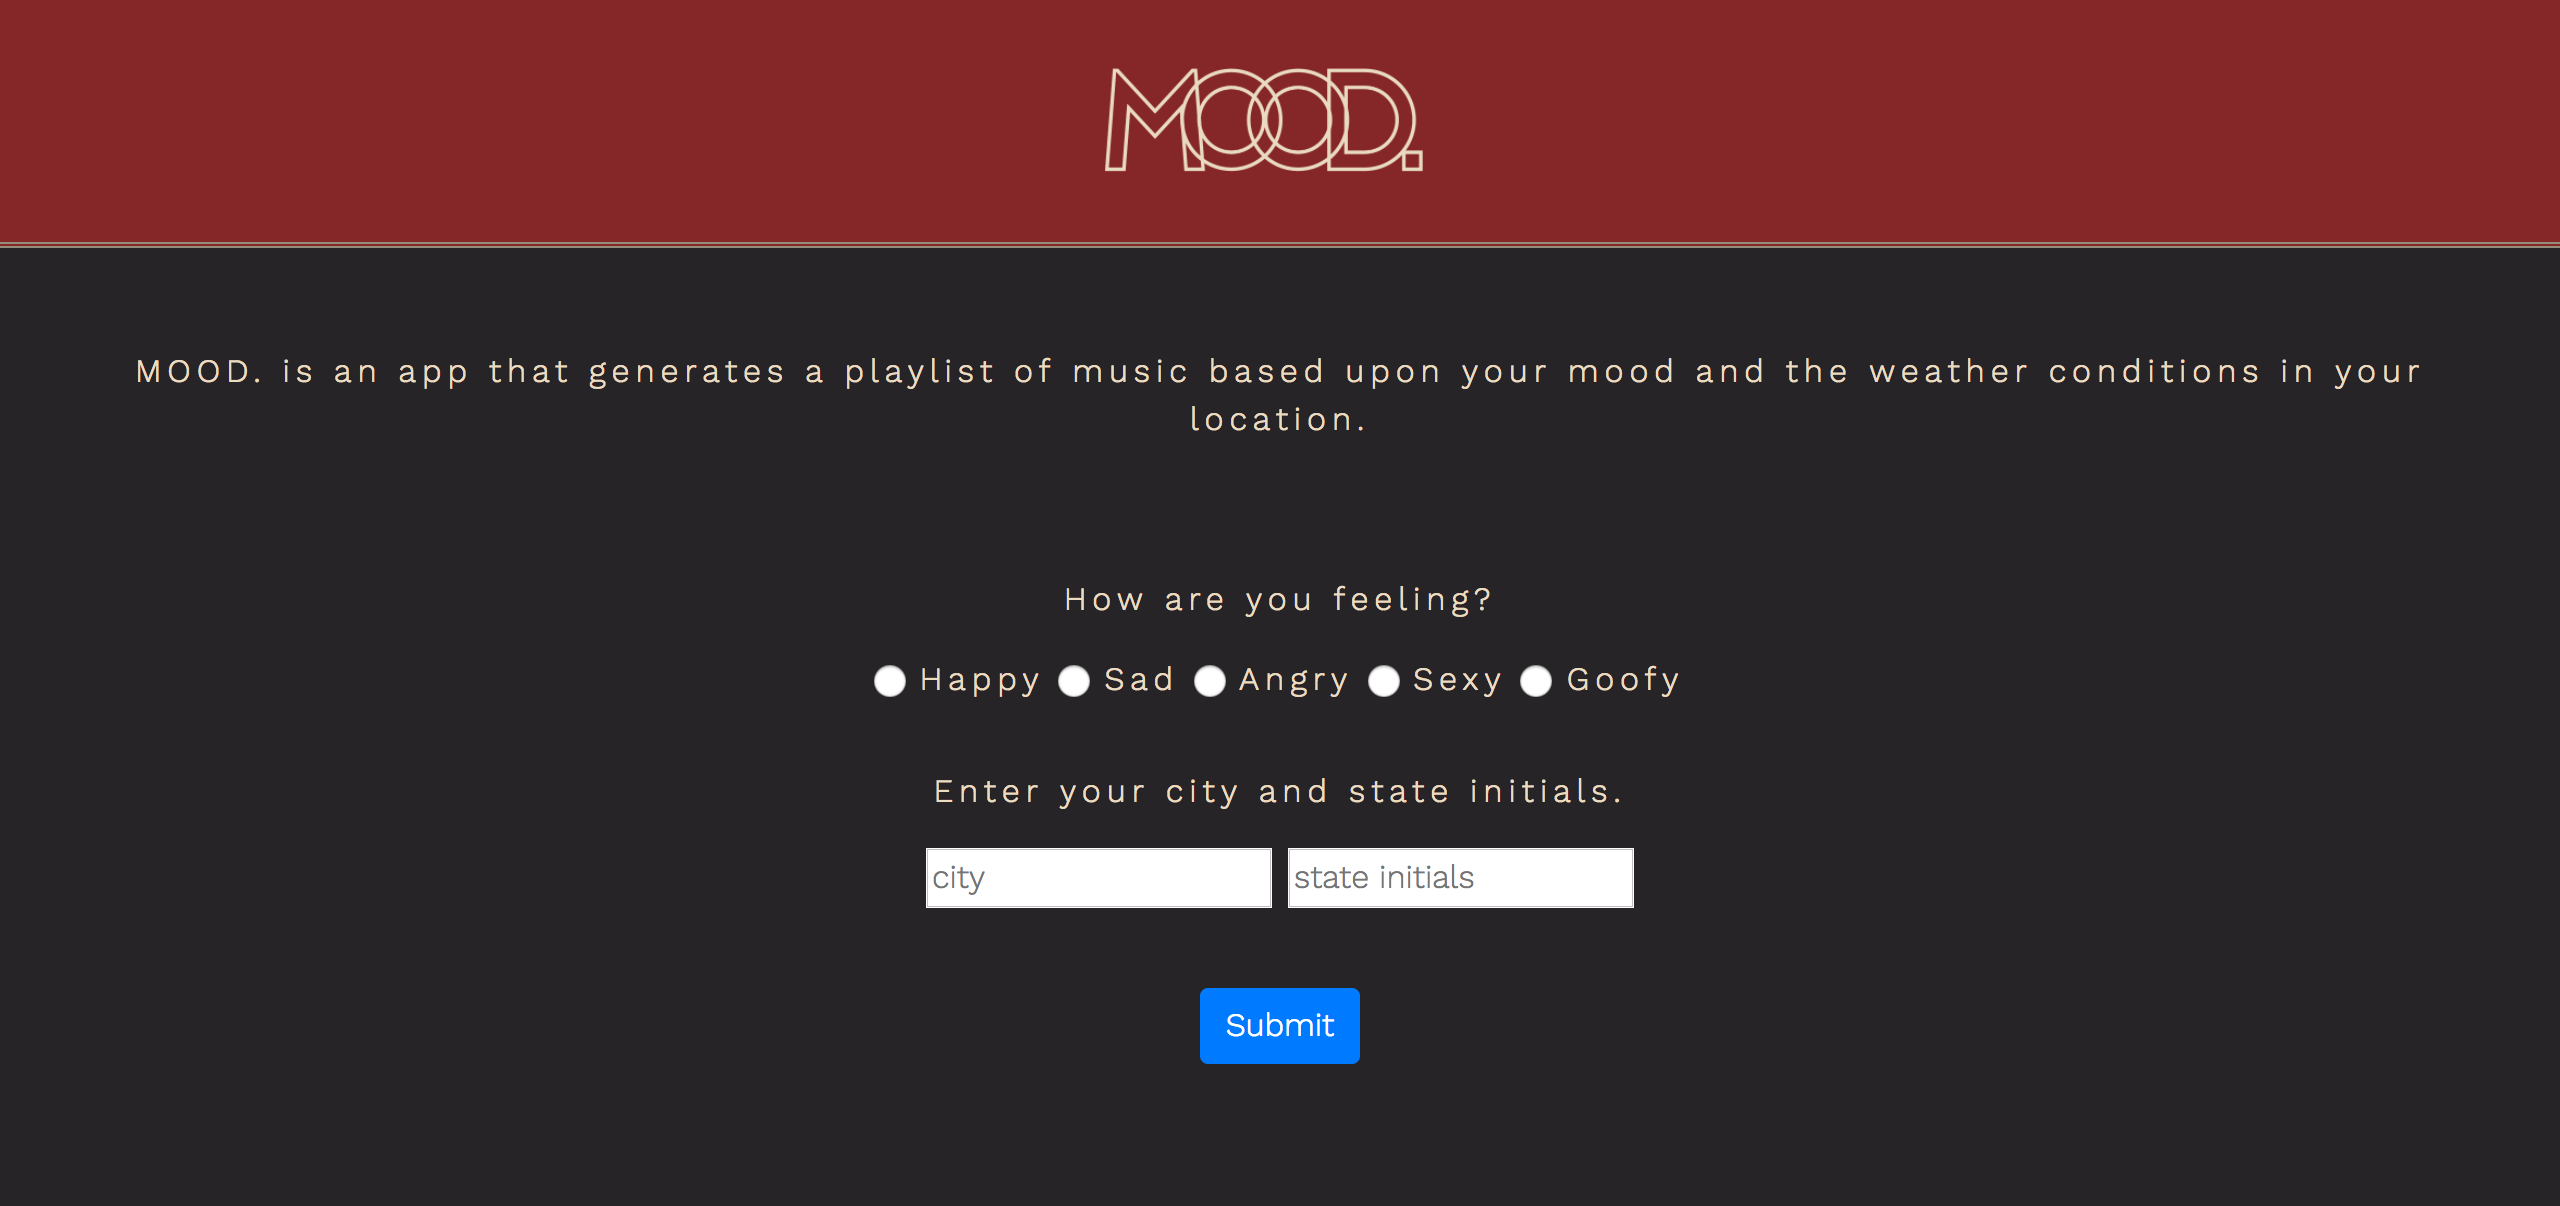 MOOD.
MOOD. is an app that generates a playlist of music based upon your mood and the weather conditions in your
location.
How are you feeling?
Happy Sad Angry Sexy Goofy
Enter your city and state initials.
city state initials
Submit